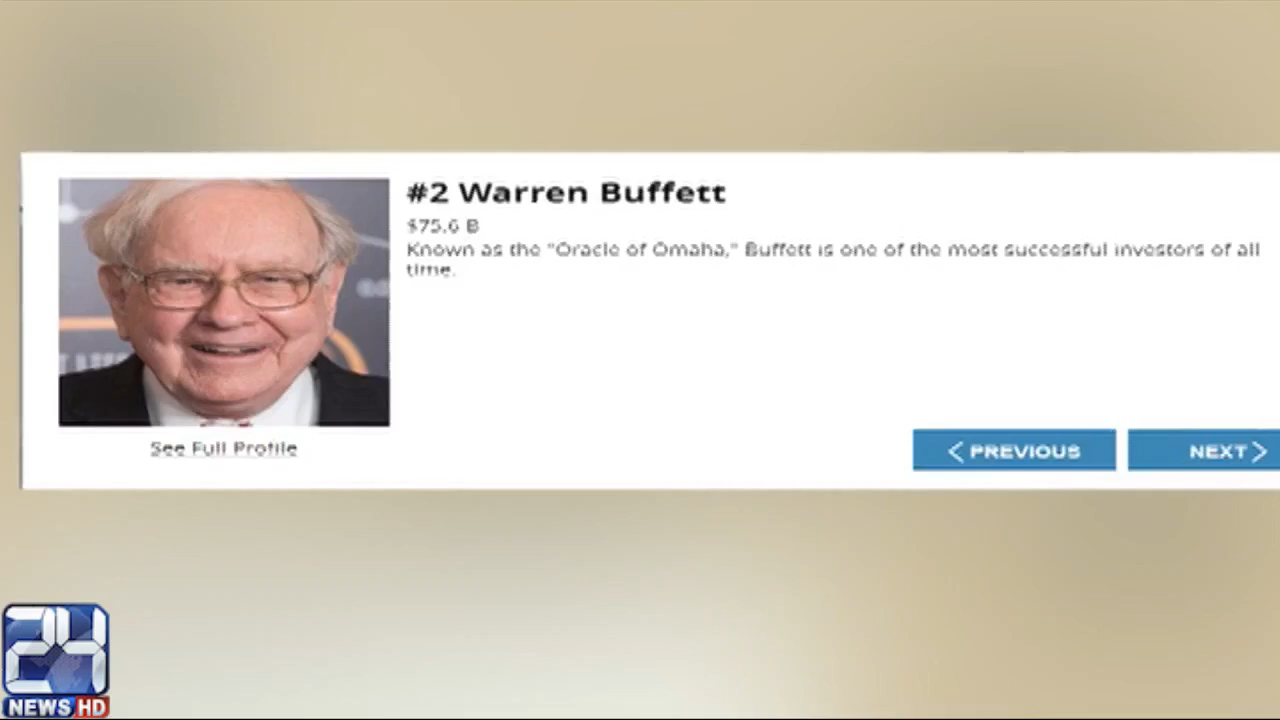 #2 Warren Buffett
$75.6 B
Known as the "Oracle of Omaha," Buffett is one of the most successful investors of all
time.
See Full Profile
PREVIOUS
NEXT
24
NEWS HD